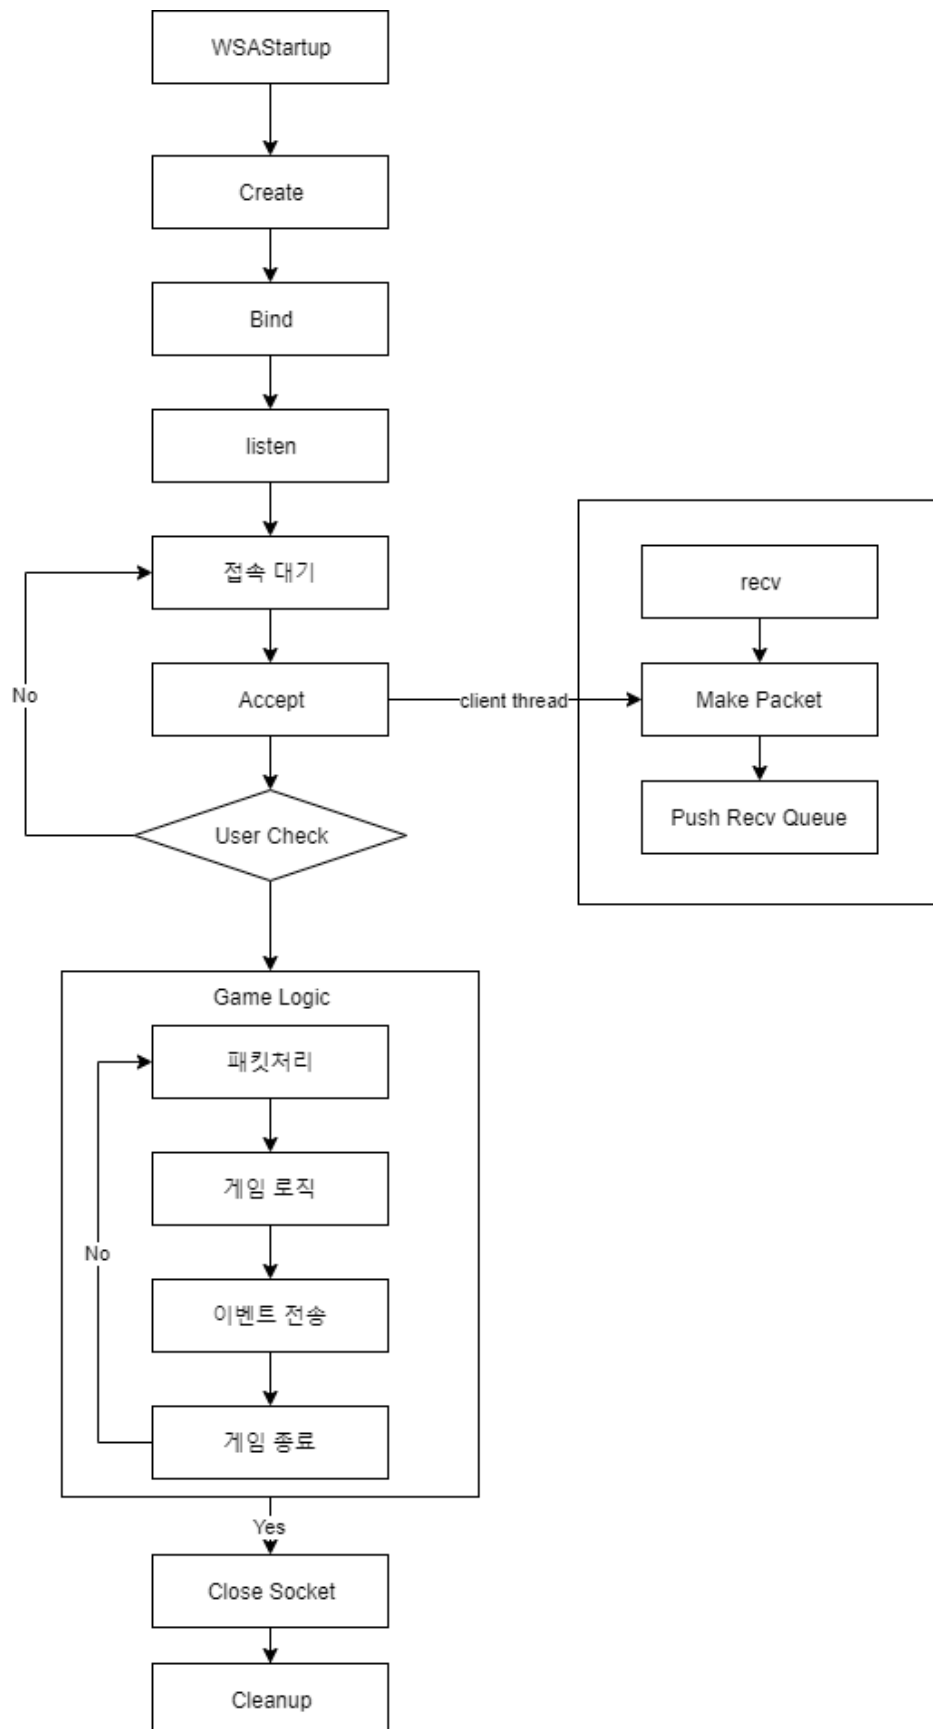 WSAStartup
Create
Bind
listen
접속 대기
recv
No
Accept
client thread
Make Packet
User Check
Push Recv Queue
Game Logic
패킷처리
게임 로직
No
이벤트 전송
게임 종료
Yes
Close Socket
Cleanup